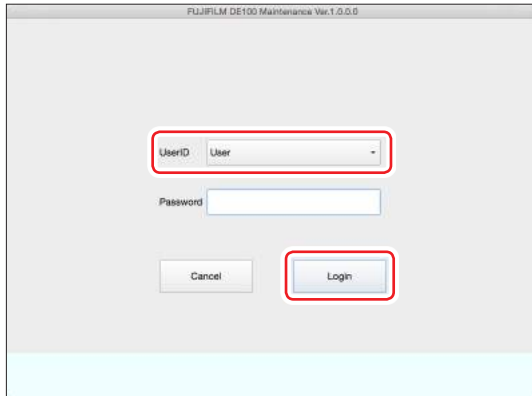 FUJIFILM DE100 Maintenance Ver.1.0.0.0
UserID User
Password
Cancel Login